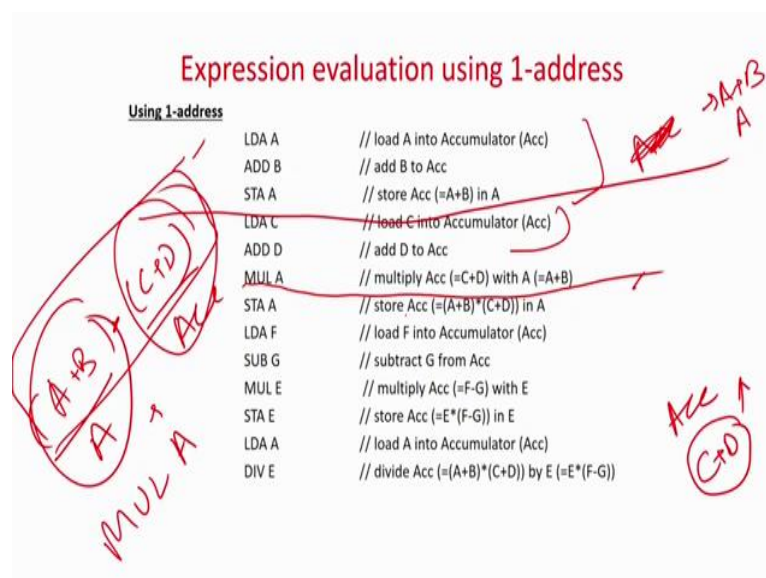 Expression evaluation using 1-address
Using 1-address
LDA A // load A into Accumulator (Acc)
ADD B // add B to Acc
STA A // store Acc (=A+B) in A
LDA C // load C into Accumulator (Acc)
ADD D // add D to Acc
MUL A // multiply Acc (=C+D) with A (=A+B)
STA A // store Acc (=(A+B)*(C+D)) in A
LDA F // load F into Accumulator (Acc)
SUB G // subtract G from Acc
MUL E // multiply Acc (=F-G) with E
STA E // store Acc (=E*(F-G)) in E
LDA A // load A into Accumulator (Acc)
DIV E // divide Acc (=(A+B)*(C+D)) by E (=E*(F-G))
→A+B
A
(A+B) * (C+D)
A
Acc
MUL A
Acc
C+D